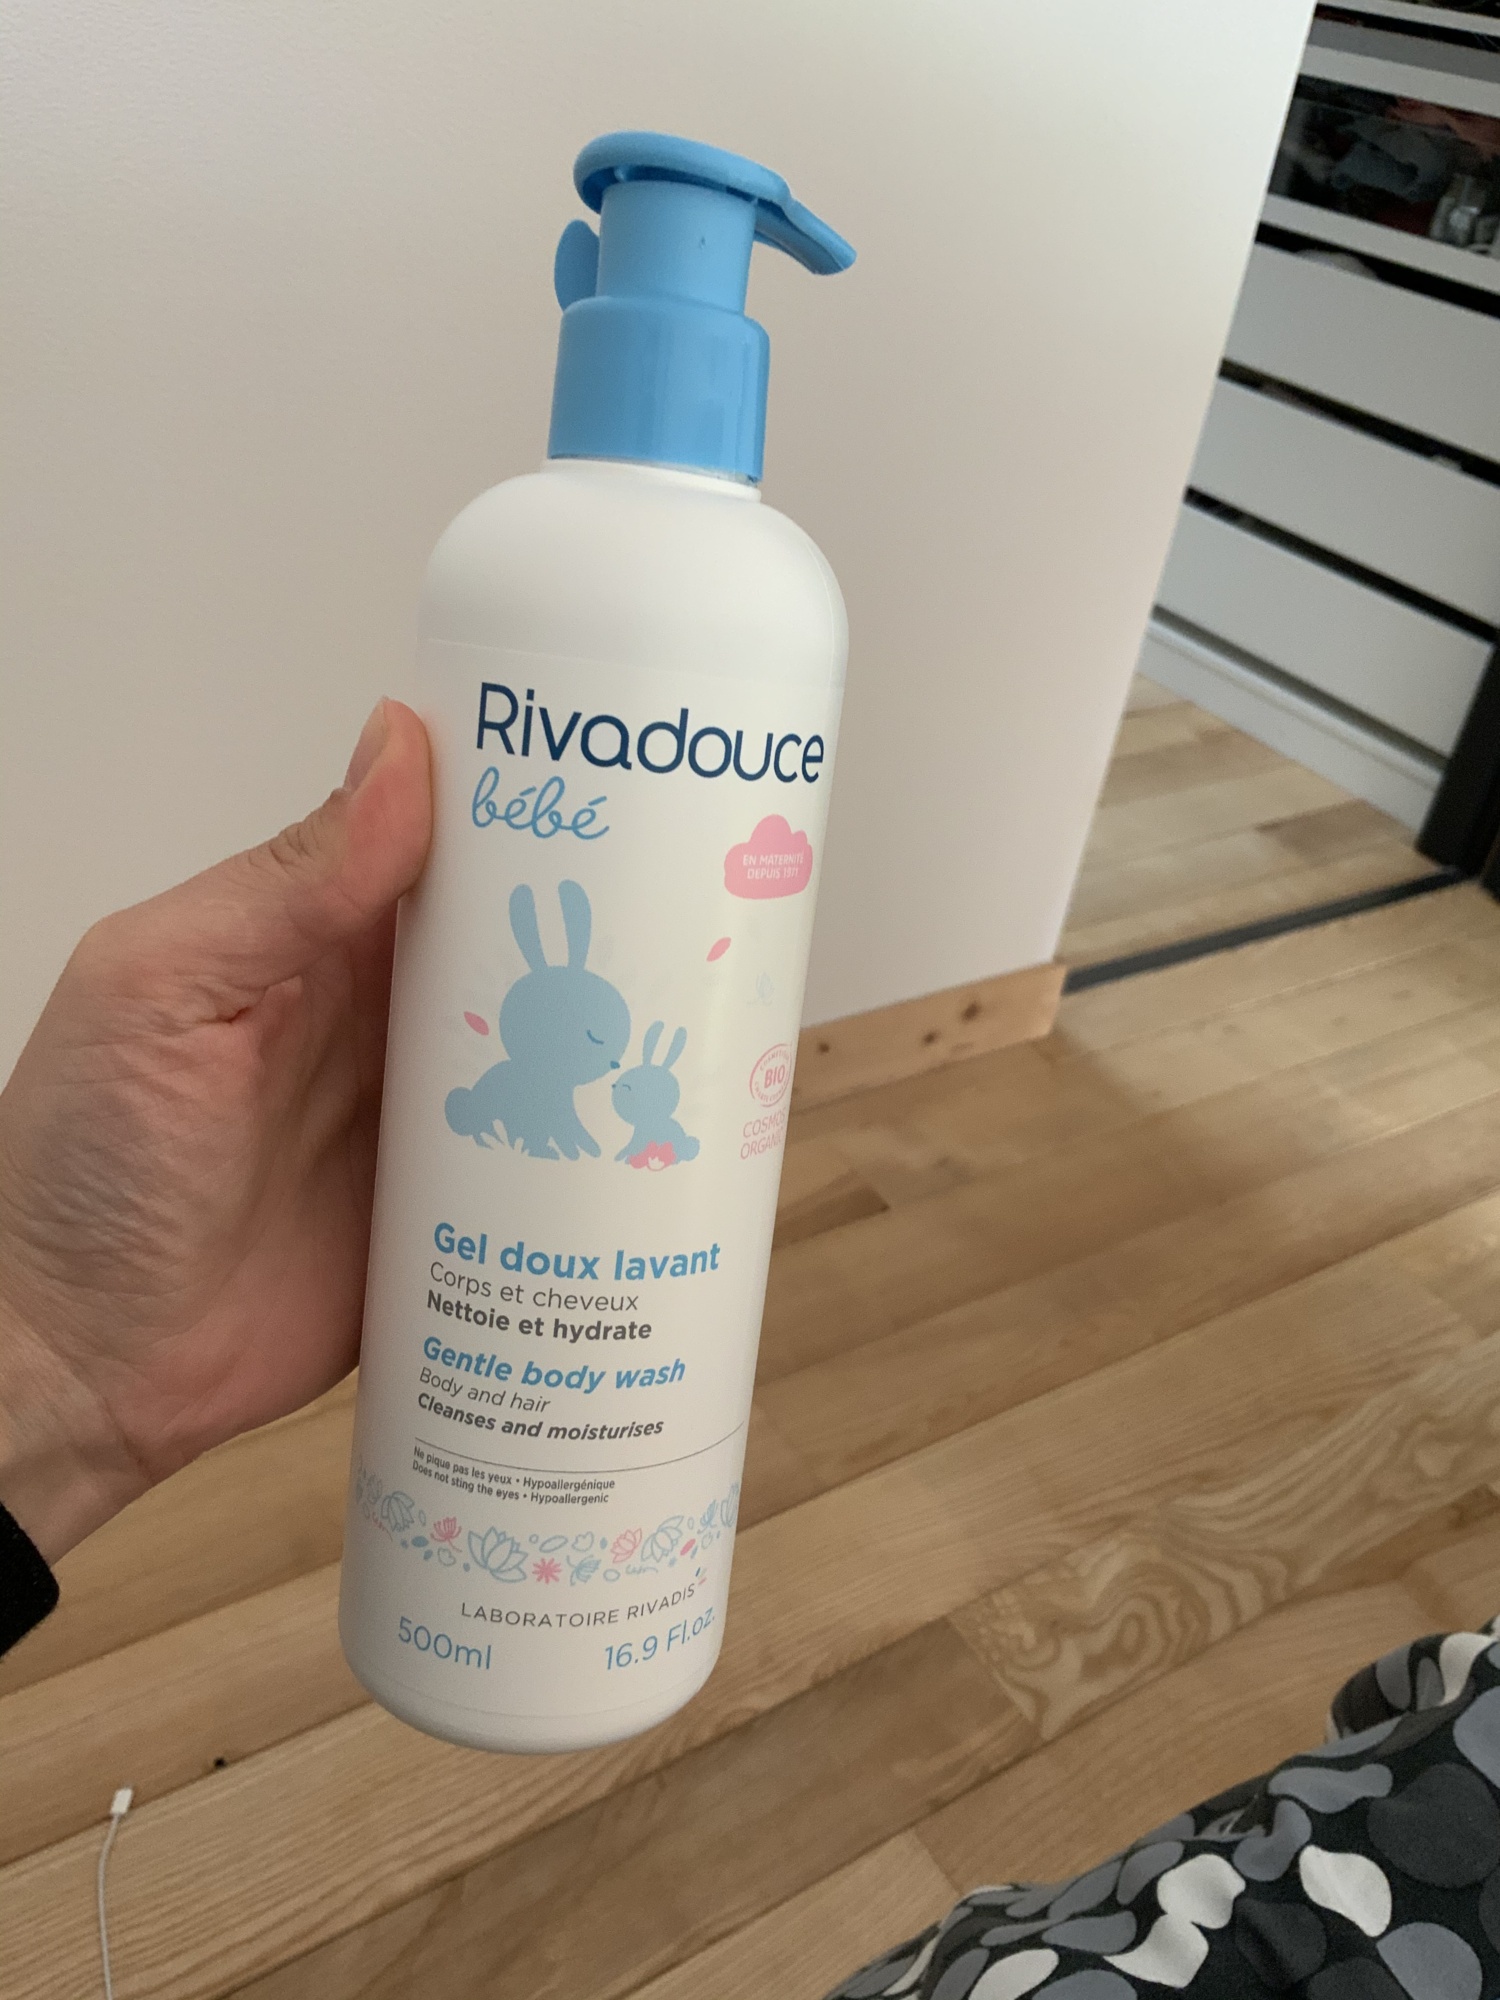 Rivadouce
bébé
EN MATERNITÉ
DEPUIS 1971
BIO
COSMOS
ORGANIC
Gel doux lavant
Corps et cheveux
Nettoie et hydrate
Gentle body wash
Body and hair
Cleanses and moisturises
Ne pique pas les yeux • Hypoallergénique
Does not sting the eyes • Hypoallergenic
LABORATOIRE RIVADIS
500ml 16.9 Fl.oz.